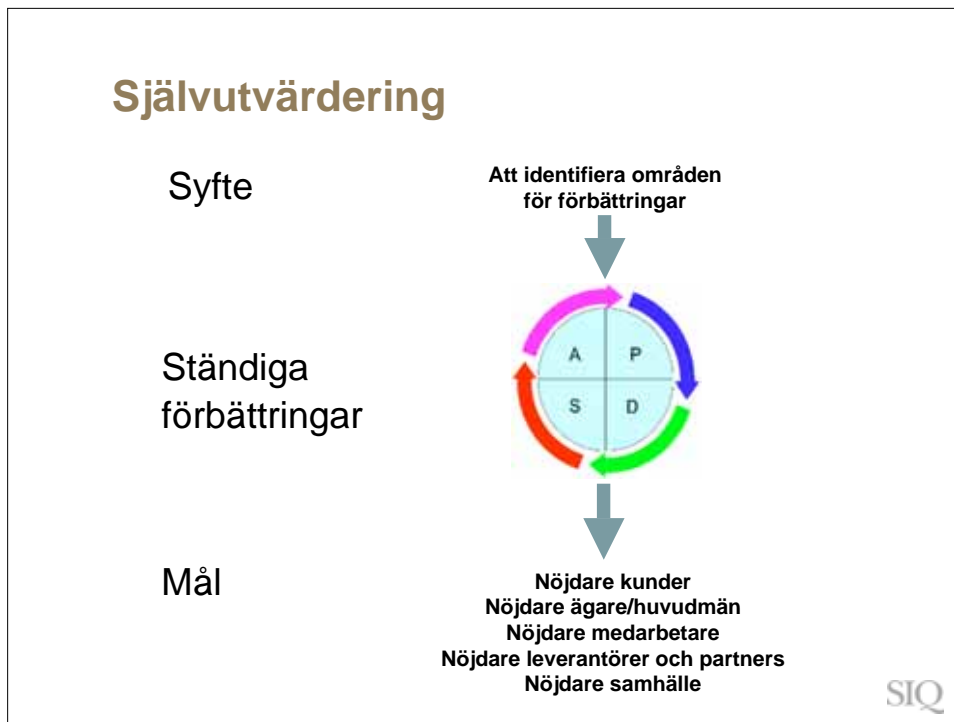 Självutvärdering
Syfte
Att identifiera områden
för förbättringar
Ständiga
förbättringar
A P
S D
Mål
Nöjdare kunder
Nöjdare ägare/huvudmän
Nöjdare medarbetare
Nöjdare leverantörer och partners
Nöjdare samhälle
SIQ